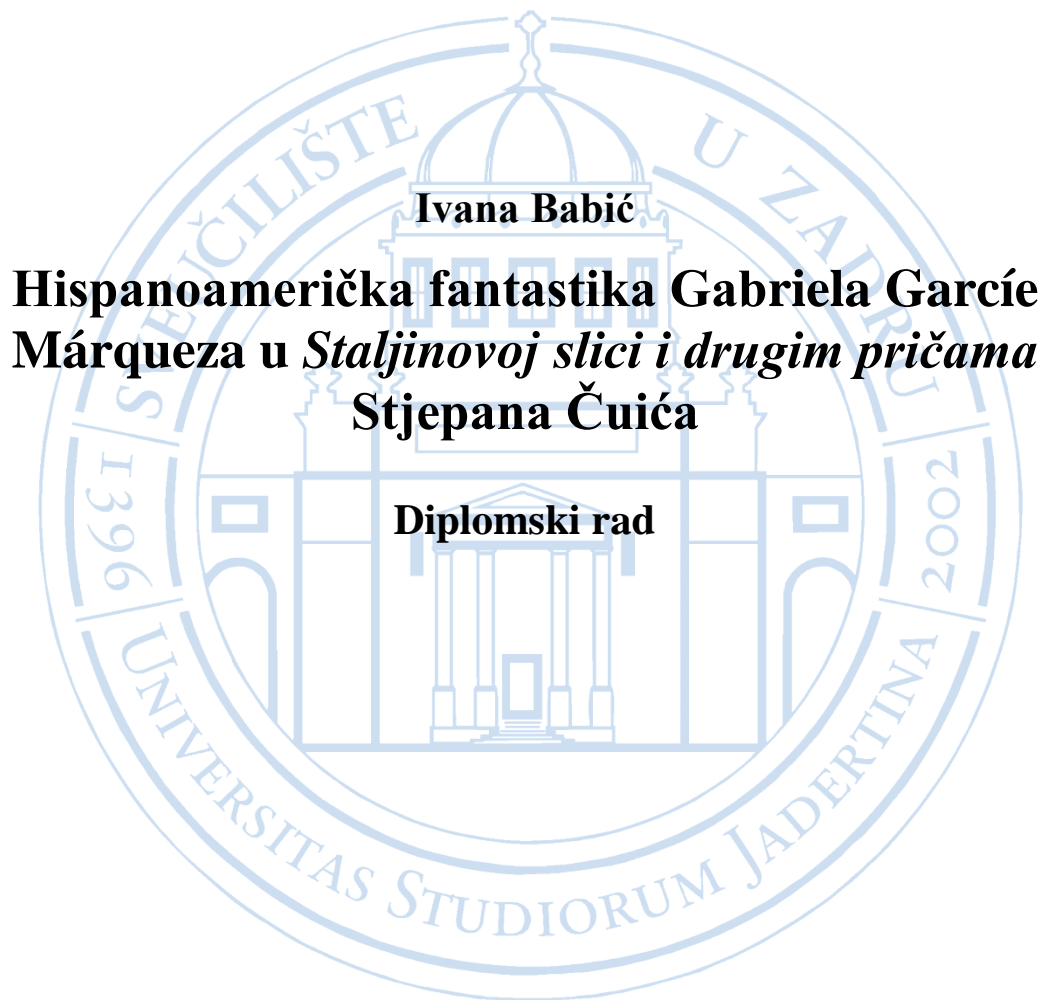 SVEUČILIŠTE U ZADRU
Ivana Babić
Hispanoamerička fantastika Gabriela Garcíe
Márqueza u Staljinovoj slici i drugim pričama
Stjepana Čuića
Diplomski rad
1396
2002
UNIVERSITAS STUDIORUM JADERTINA